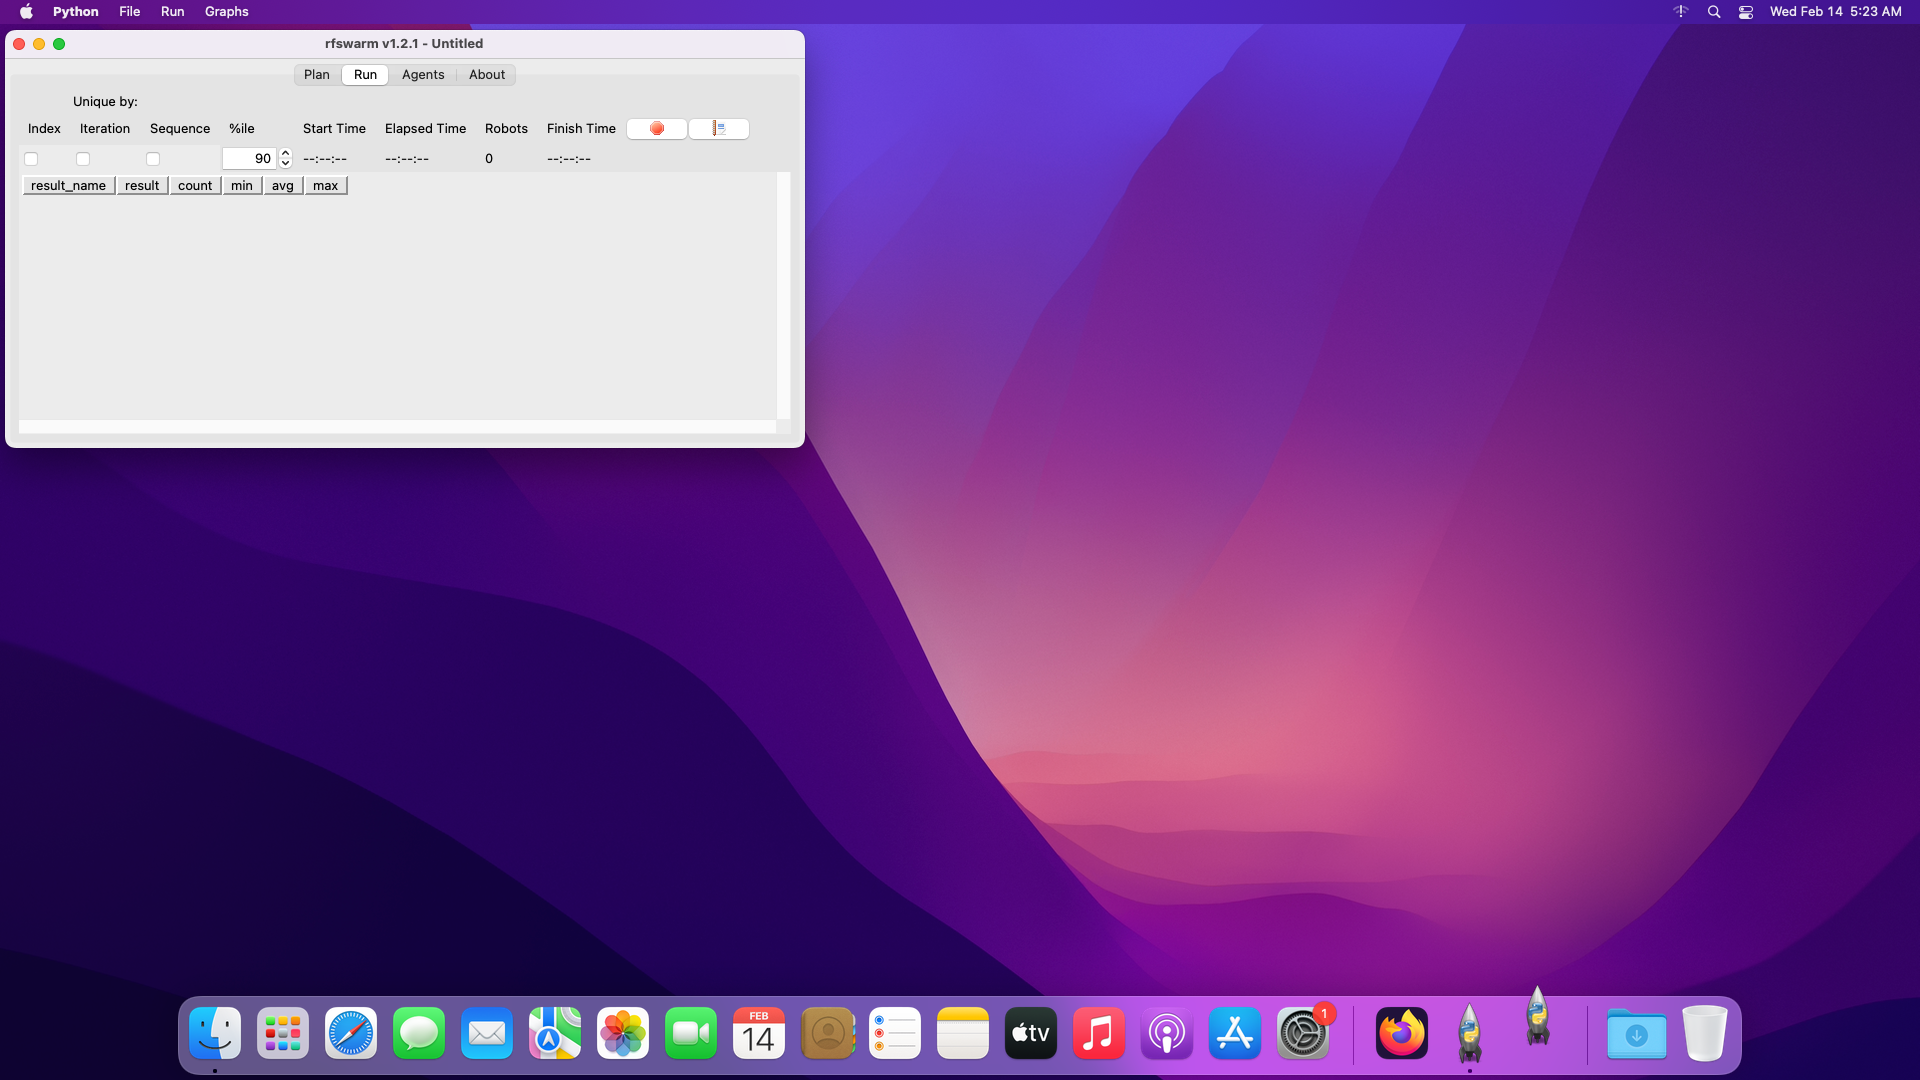 Python File Run Graphs Wed Feb 14 5:23 AM
rfswarm v1.2.1 - Untitled
Plan Run Agents About
Unique by:
Index Iteration Sequence %ile Start Time Elapsed Time Robots Finish Time
90 --:--:-- --:--:-- 0 --:--:--
result_name result count min avg max
FEB
14
tv
1